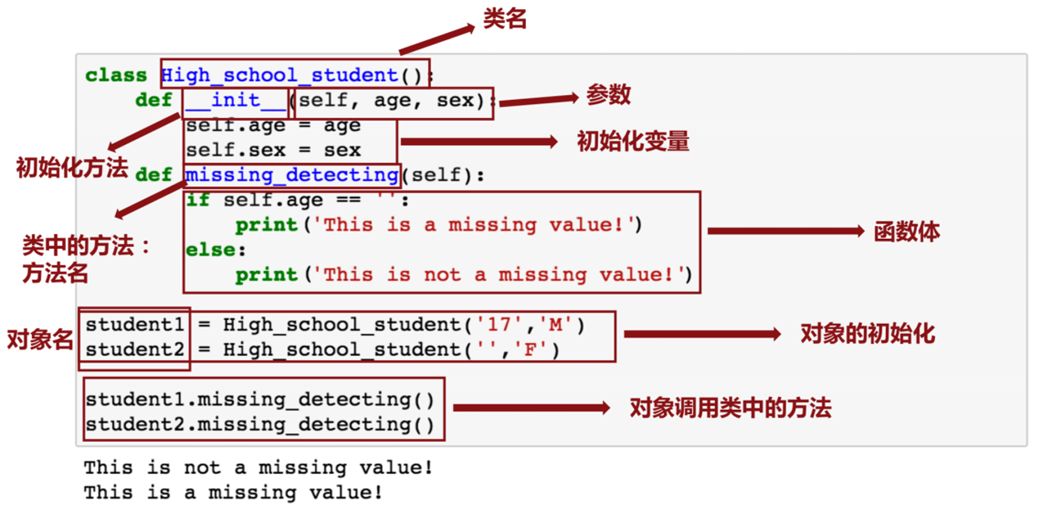 类名
class High_school_student():
def __init__(self, age, sex):
参数
self.age = age
self.sex = sex
初始化变量
初始化方法
def missing_detecting(self):
if self.age == '':
print('This is a missing value!')
else:
print('This is not a missing value!')
函数体
类中的方法：
方法名
对象名
student1 = High_school_student('17','M')
student2 = High_school_student('','F')
对象的初始化
student1.missing_detecting()
student2.missing_detecting()
对象调用类中的方法
This is not a missing value!
This is a missing value!